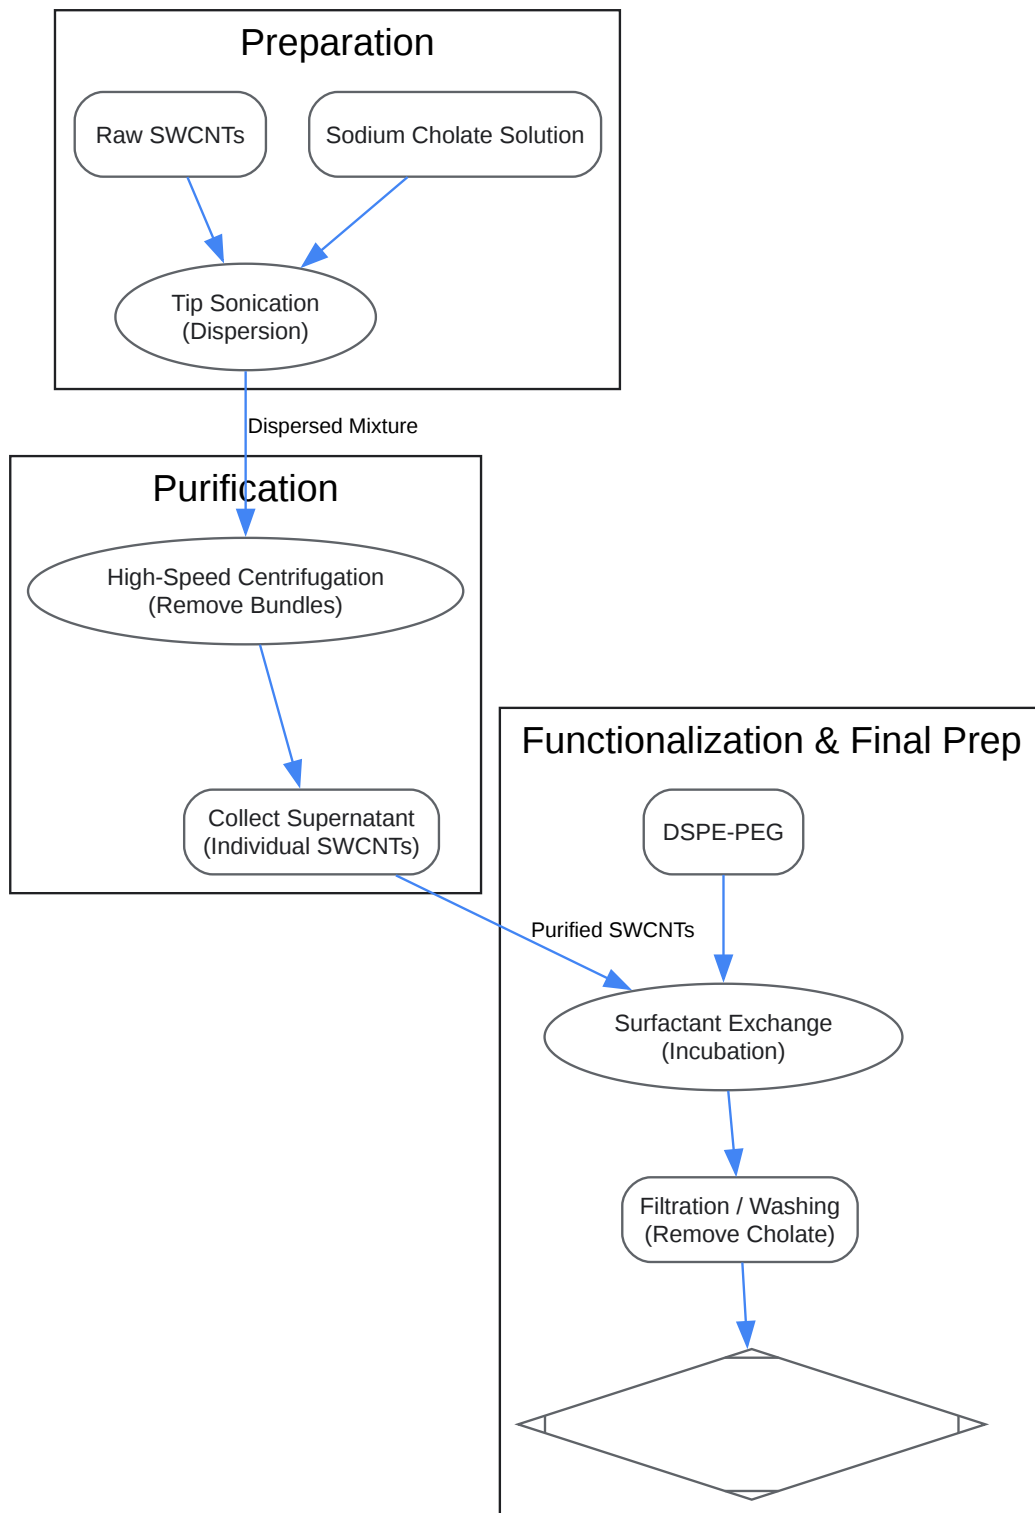 Preparation
Raw SWCNTs
Sodium Cholate Solution
Tip Sonication
(Dispersion)
Dispersed Mixture
Purification
High-Speed Centrifugation
(Remove Bundles)
Collect Supernatant
(Individual SWCNTs)
Functionalization & Final Prep
DSPE-PEG
Purified SWCNTs
Surfactant Exchange
(Incubation)
Filtration / Washing
(Remove Cholate)